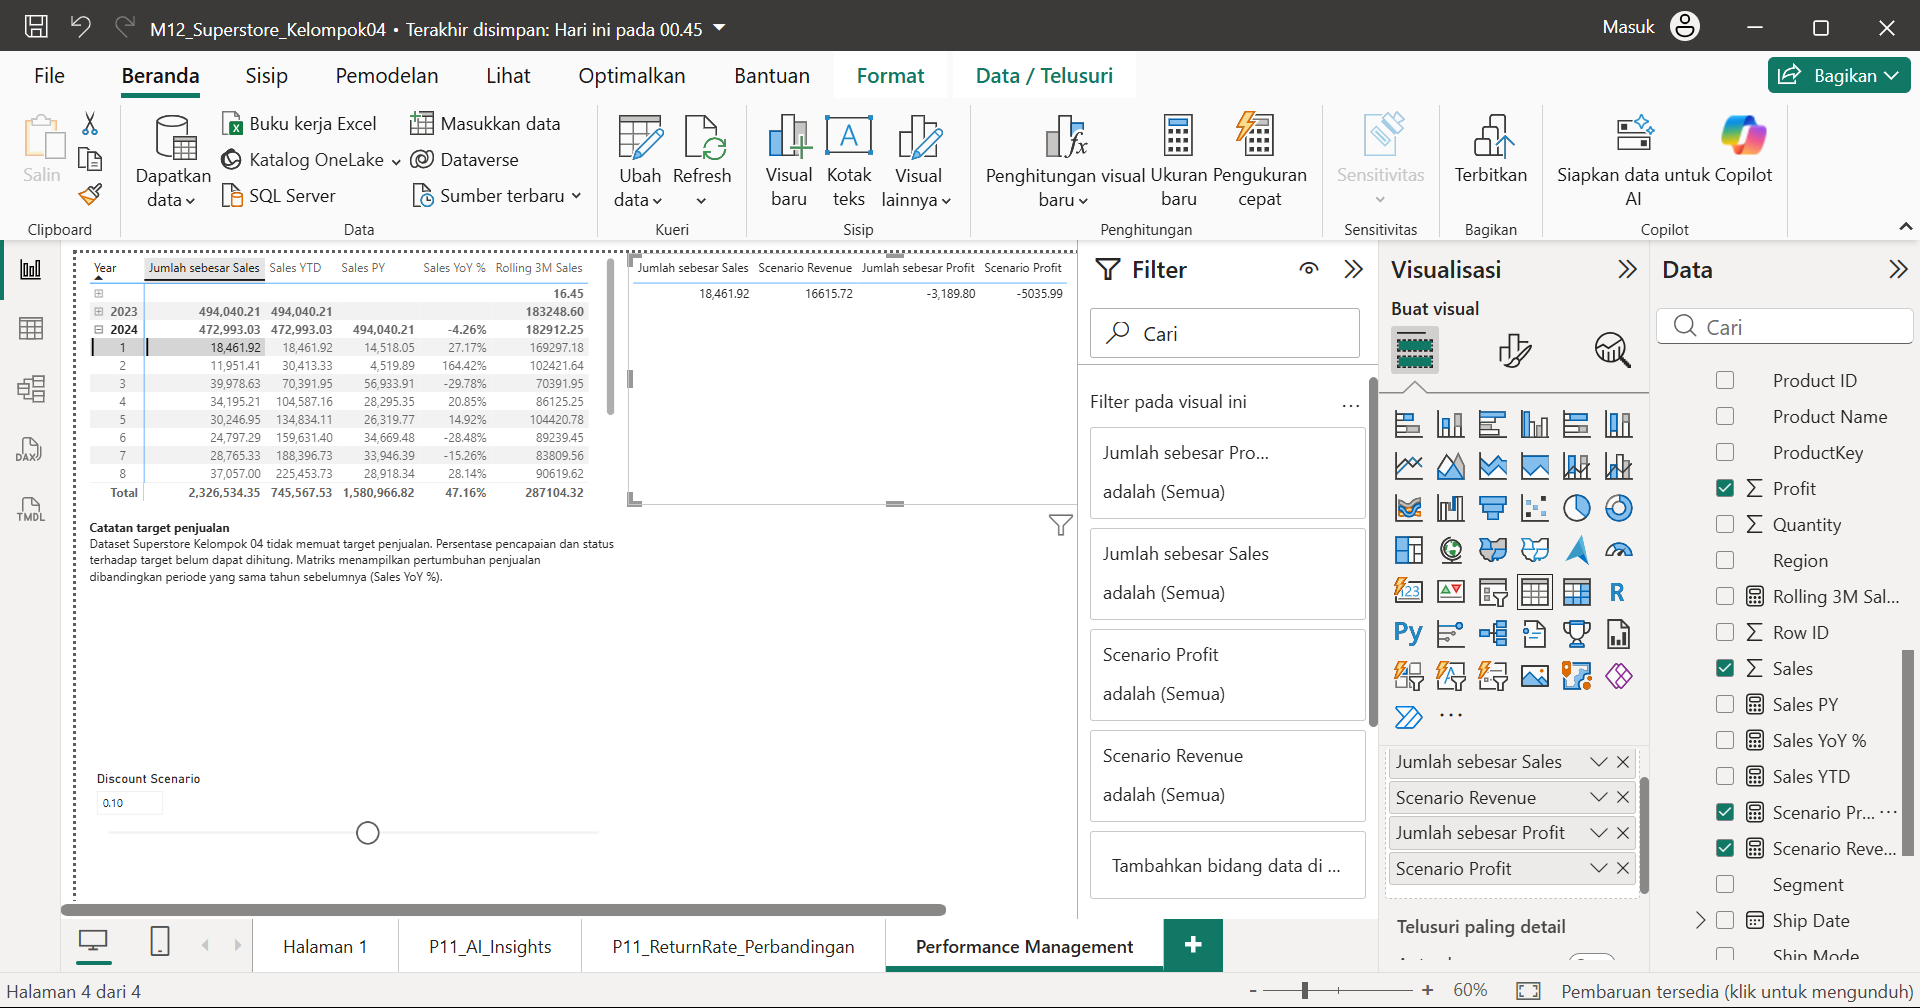 M12_Superstore_Kelompok04 • Terakhir disimpan: Hari ini pada 00.45
Masuk
File
Beranda
Sisip
Pemodelan
Lihat
Optimalkan
Bantuan
Format
Data / Telusuri
Bagikan
Salin
Clipboard
Dapatkan data
Buku kerja Excel
Katalog OneLake
SQL Server
Masukkan data
Dataverse
Sumber terbaru
Data
Ubah data
Refresh
Kueri
Visual baru
Kotak teks
Visual lainnya
Sisip
Penghitungan visual baru
Ukuran baru
Pengukuran cepat
Penghitungan
Sensitivitas
Sensitivitas
Terbitkan
Bagikan
Siapkan data untuk AI
Copilot
Copilot
DAX
TMDL
Year Jumlah sebesar Sales Sales YTD Sales PY Sales YoY % Rolling 3M Sales
16.45
2023 494,040.21 494,040.21 183248.60
2024 472,993.03 472,993.03 494,040.21 -4.26% 182912.25
1 18,461.92 18,461.92 14,518.05 27.17% 169297.18
2 11,951.41 30,413.33 4,519.89 164.42% 102421.64
3 39,978.63 70,391.95 56,933.91 -29.78% 70391.95
4 34,195.21 104,587.16 28,295.35 20.85% 86125.25
5 30,246.95 134,834.11 26,319.77 14.92% 104420.78
6 24,797.29 159,631.40 34,669.48 -28.48% 89239.45
7 28,765.33 188,396.73 33,946.39 -15.26% 83809.56
8 37,057.00 225,453.73 28,918.34 28.14% 90619.62
Total 2,326,534.35 745,567.53 1,580,966.82 47.16% 287104.32
Jumlah sebesar Sales Scenario Revenue Jumlah sebesar Profit Scenario Profit
18,461.92 16615.72 -3,189.80 -5035.99
Catatan target penjualan
Dataset Superstore Kelompok 04 tidak memuat target penjualan. Persentase pencapaian dan status
terhadap target belum dapat dihitung. Matriks menampilkan pertumbuhan penjualan
dibandingkan periode yang sama tahun sebelumnya (Sales YoY %).
Discount Scenario
0.10
Filter
Cari
Filter pada visual ini
...
Jumlah sebesar Pro...
adalah (Semua)
Jumlah sebesar Sales
adalah (Semua)
Scenario Profit
adalah (Semua)
Scenario Revenue
adalah (Semua)
Tambahkan bidang data di ...
Visualisasi
Buat visual
123
R
Py
...
Jumlah sebesar Sales
Scenario Revenue
Jumlah sebesar Profit
Scenario Profit
Telusuri paling detail
Data
Cari
Product ID
Product Name
ProductKey
Profit
Quantity
Region
Rolling 3M Sal...
Row ID
Sales
Sales PY
Sales YoY %
Sales YTD
Scenario Pr... ...
Scenario Reve...
Segment
Ship Date
Ship Mode
Halaman 1
P11_AI_Insights
P11_ReturnRate_Perbandingan
Performance Management
+
Halaman 4 dari 4
- + 60%
Pembaruan tersedia (klik untuk mengunduh)